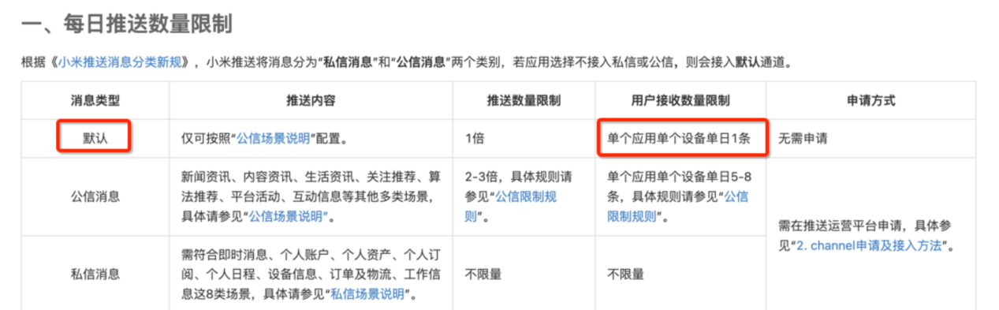 一、每日推送数量限制
根据《小米推送消息分类新规》，小米推送将消息分为“私信消息”和“公信消息”两个类别，若应用选择不接入私信或公信，则会接入默认通道。
消息类型 推送内容 推送数量限制 用户接收数量限制 申请方式
默认 仅可按照“公信场景说明”配置。 1倍 单个应用单个设备单日1条 无需申请
公信消息
新闻资讯、内容资讯、生活资讯、关注推荐、算
法推荐、平台活动、互动信息等其他多类场景，
具体请参见“公信场景说明”。
2-3倍，具体规则请
参见“公信限制规
则”。
单个应用单个设备单日5-8
条，具体规则请参见“公信
限制规则”。
需在推送运营平台申请，具体参
见“2. channel申请及接入方法”。
私信消息
需符合即时消息、个人账户、个人资产、个人订
阅、个人日程、设备信息、订单及物流、工作信
息这8类场景，具体请参见“私信场景说明”。
不限量
不限量